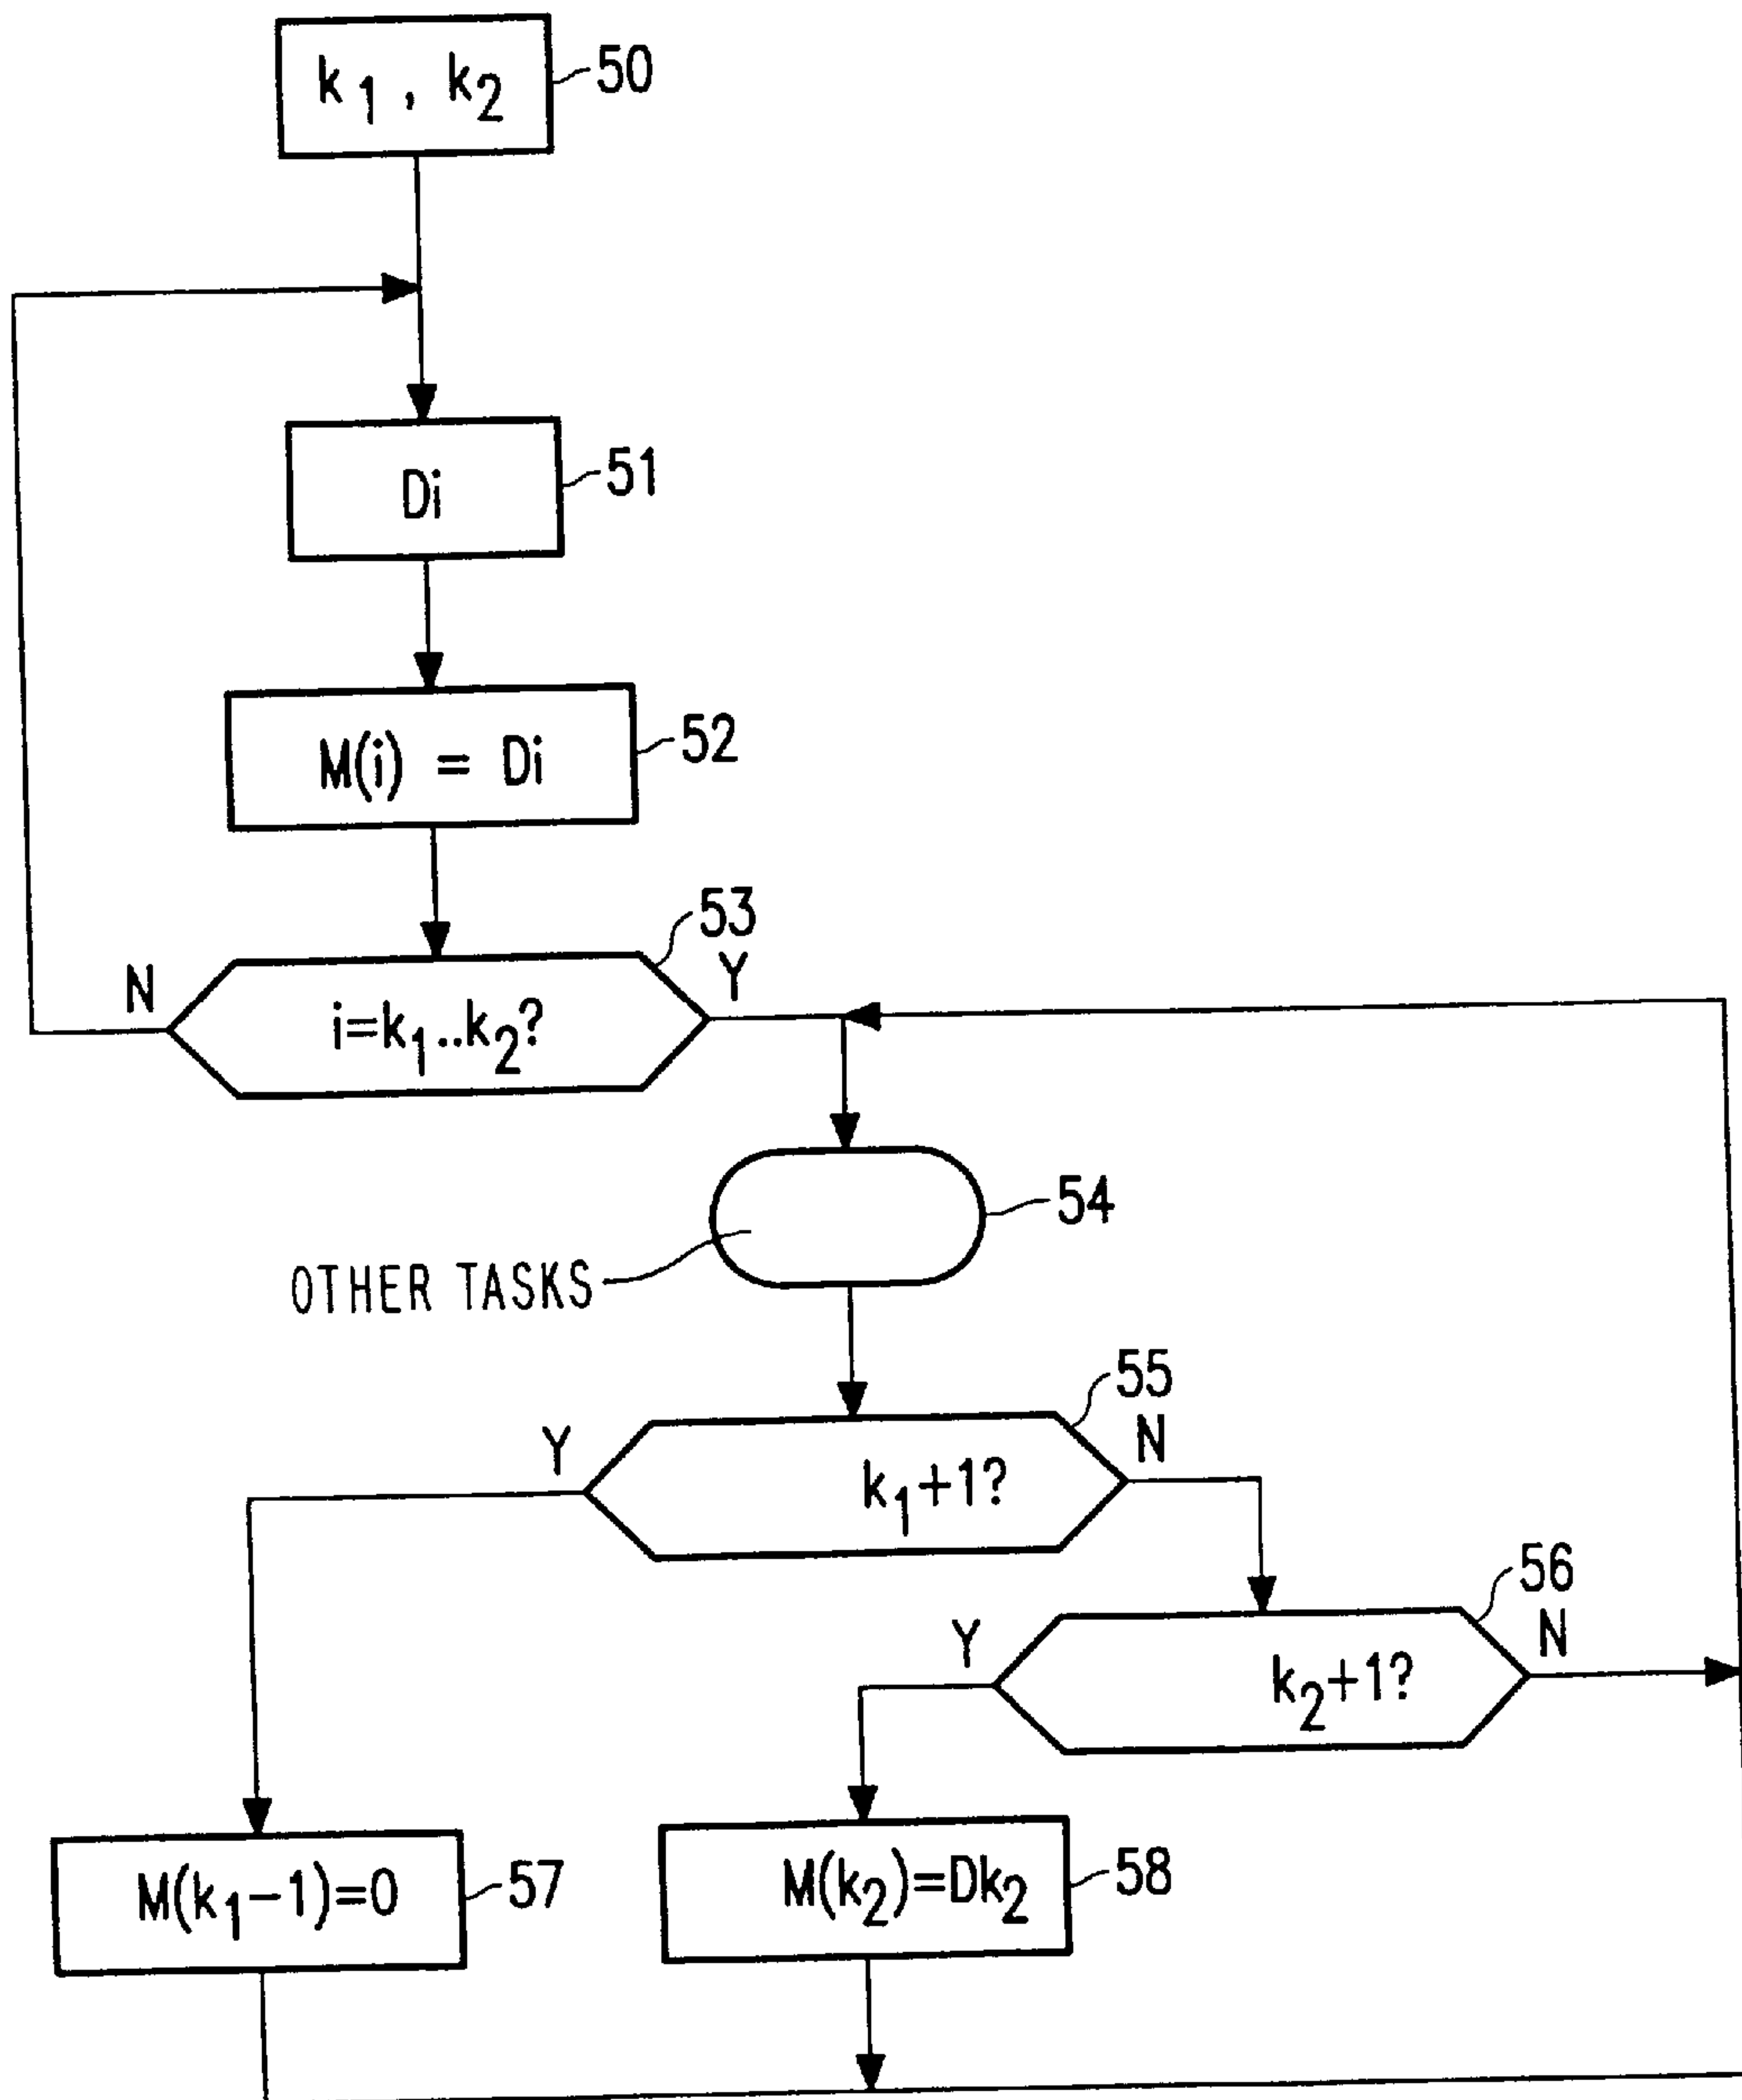 k1 , k2
50
Di
51
M(i) = Di
52
53
N
Y
i=k1..k2?
54
OTHER TASKS
55
Y
N
k1+1?
56
Y
N
k2+1?
M(k1-1)=0
57
M(k2)=Dk2
58